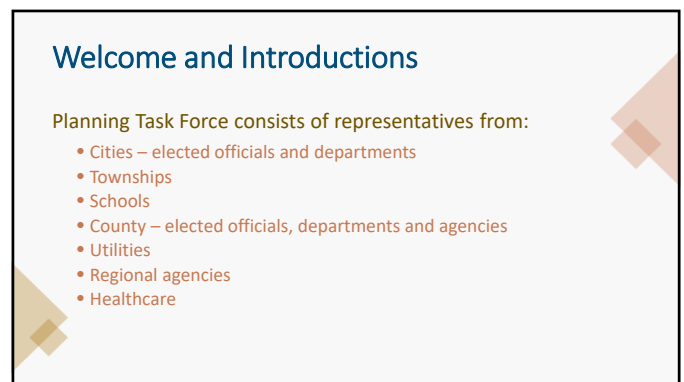 Welcome and Introductions
Planning Task Force consists of representatives from:
• Cities – elected officials and departments
• Townships
• Schools
• County – elected officials, departments and agencies
• Utilities
• Regional agencies
• Healthcare